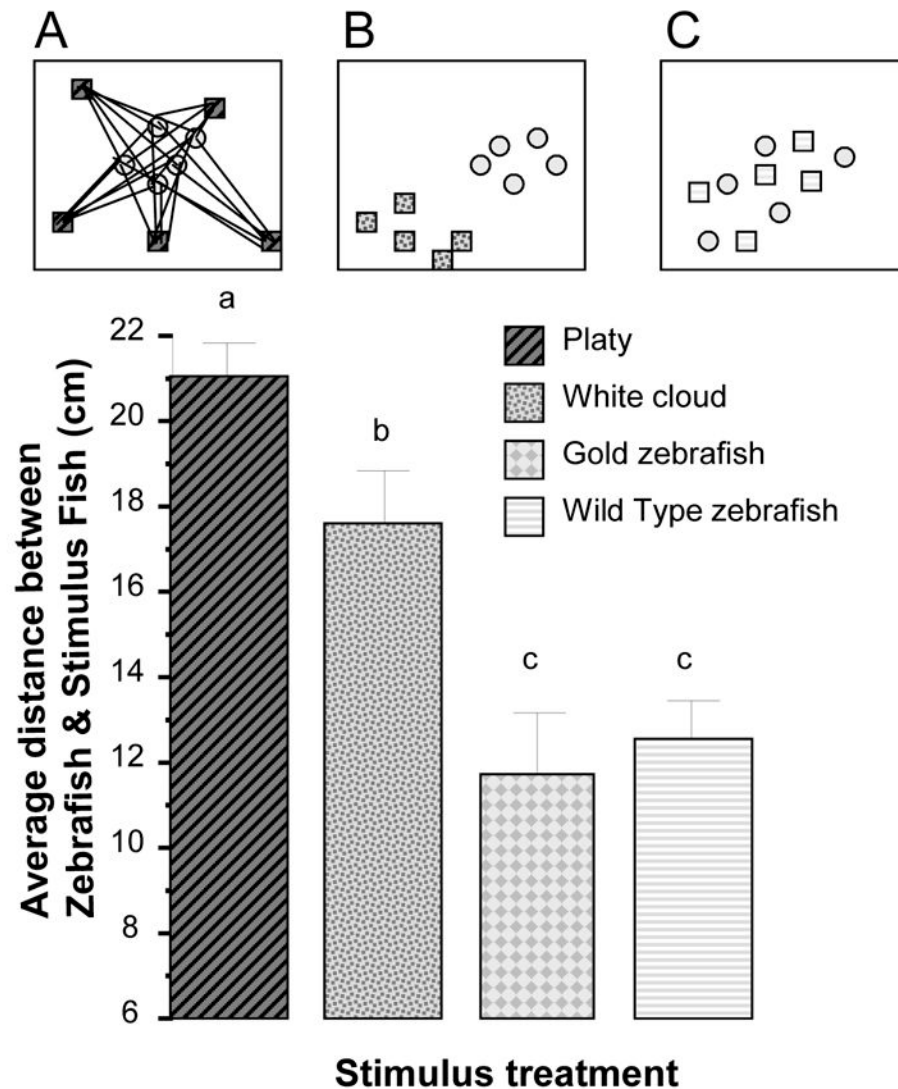 A B C
a
b
c
c
Platy
White cloud
Gold zebrafish
Wild Type zebrafish
22
20
18
16
14
12
10
8
6
Average distance between
Zebrafish & Stimulus Fish (cm)
Stimulus treatment